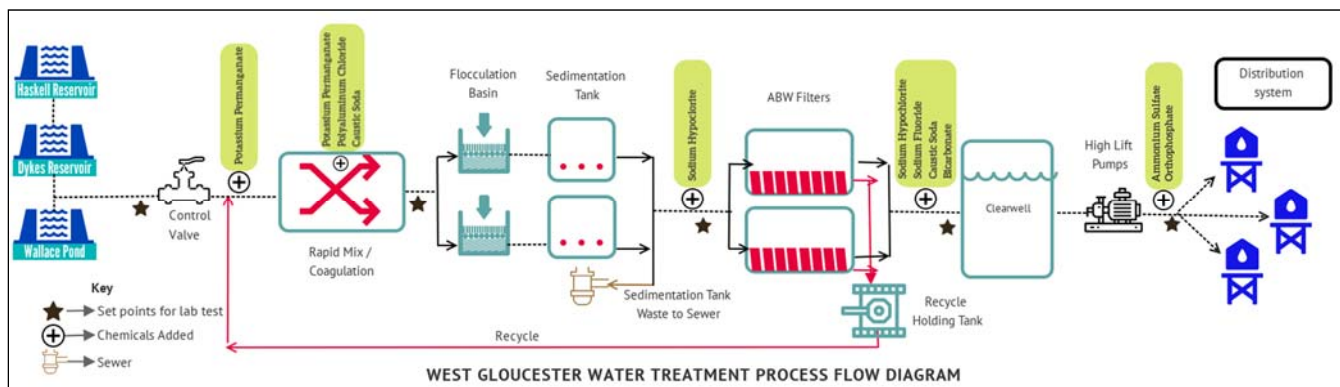 Haskell Reservoir
Dykes Reservoir
Wallace Pond
Control
Valve
Potassium Permanganate
Potassium Permanganate
Polyaluminum Chloride
Caustic Soda
Rapid Mix /
Coagulation
Flocculation
Basin
Sedimentation
Tank
Sedimentation Tank
Waste to Sewer
Sodium Hypoclorite
ABW Filters
Recycle
Holding Tank
Sodium Hypochlorite
Sodium Fluoride
Caustic Soda
Bicarbonate
Clearwell
High Lift
Pumps
Ammonium Sulfate
Orthophosphate
Distribution
system
Key
Set points for lab test
Chemicals Added
Sewer
Recycle
WEST GLOUCESTER WATER TREATMENT PROCESS FLOW DIAGRAM